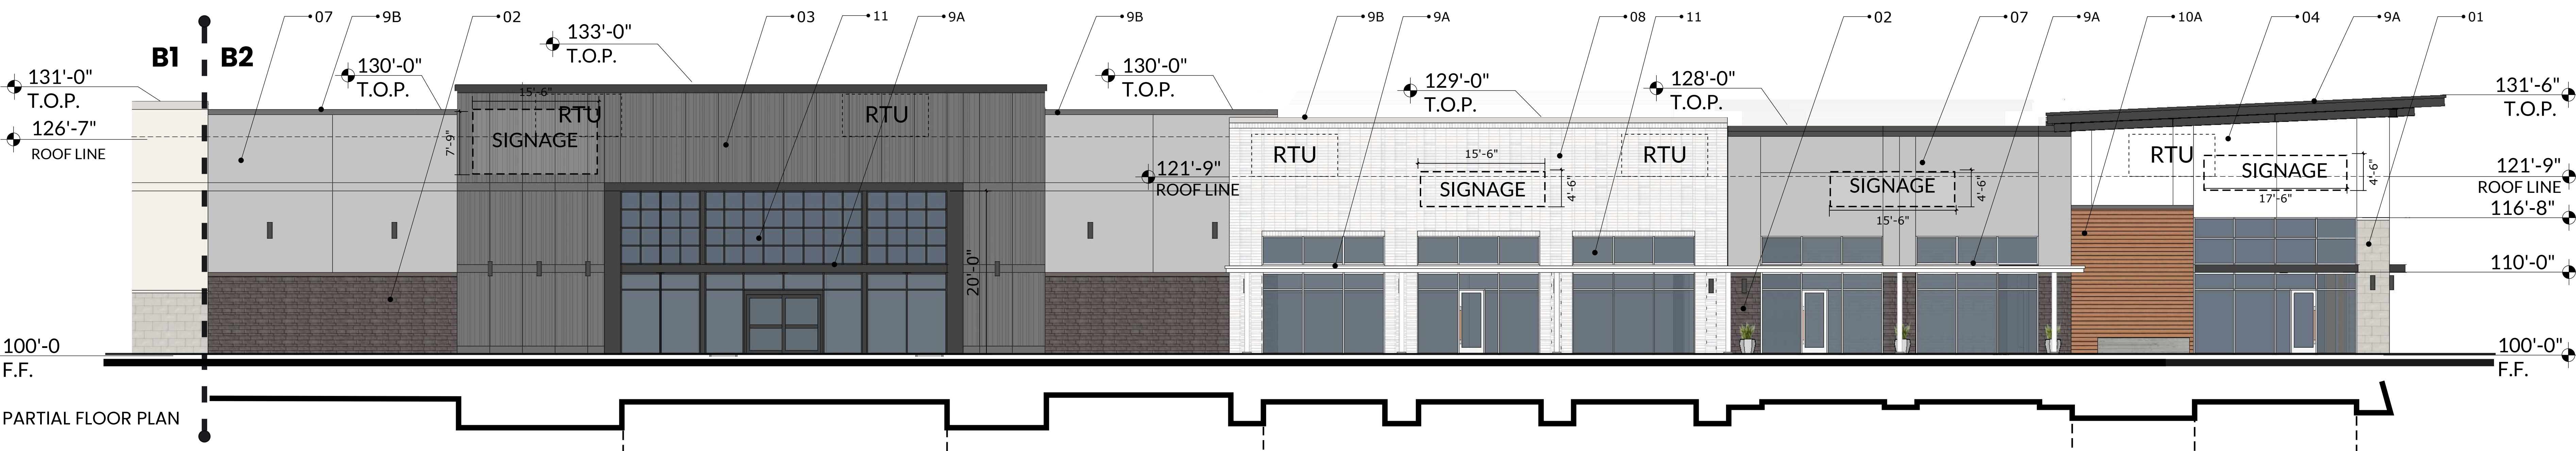 07
9B
02
03
11
9A
9B
9B
9A
08
11
02
07
9A
10A
04
9A
01
B1
B2
133'-0"
T.O.P.
131'-0"
T.O.P.
130'-0"
T.O.P.
130'-0"
T.O.P.
129'-0"
T.O.P.
128'-0"
T.O.P.
131'-6"
T.O.P.
126'-7"
ROOF LINE
15'-6"
7'-9"
RTU
SIGNAGE
RTU
121'-9"
ROOF LINE
RTU
15'-6"
SIGNAGE
4'-6"
RTU
SIGNAGE
4'-6"
15'-6"
RTU
SIGNAGE
4'-6"
17'-6"
121'-9"
ROOF LINE
116'-8"
110'-0"
20'-0"
100'-0
F.F.
100'-0"
F.F.
PARTIAL FLOOR PLAN